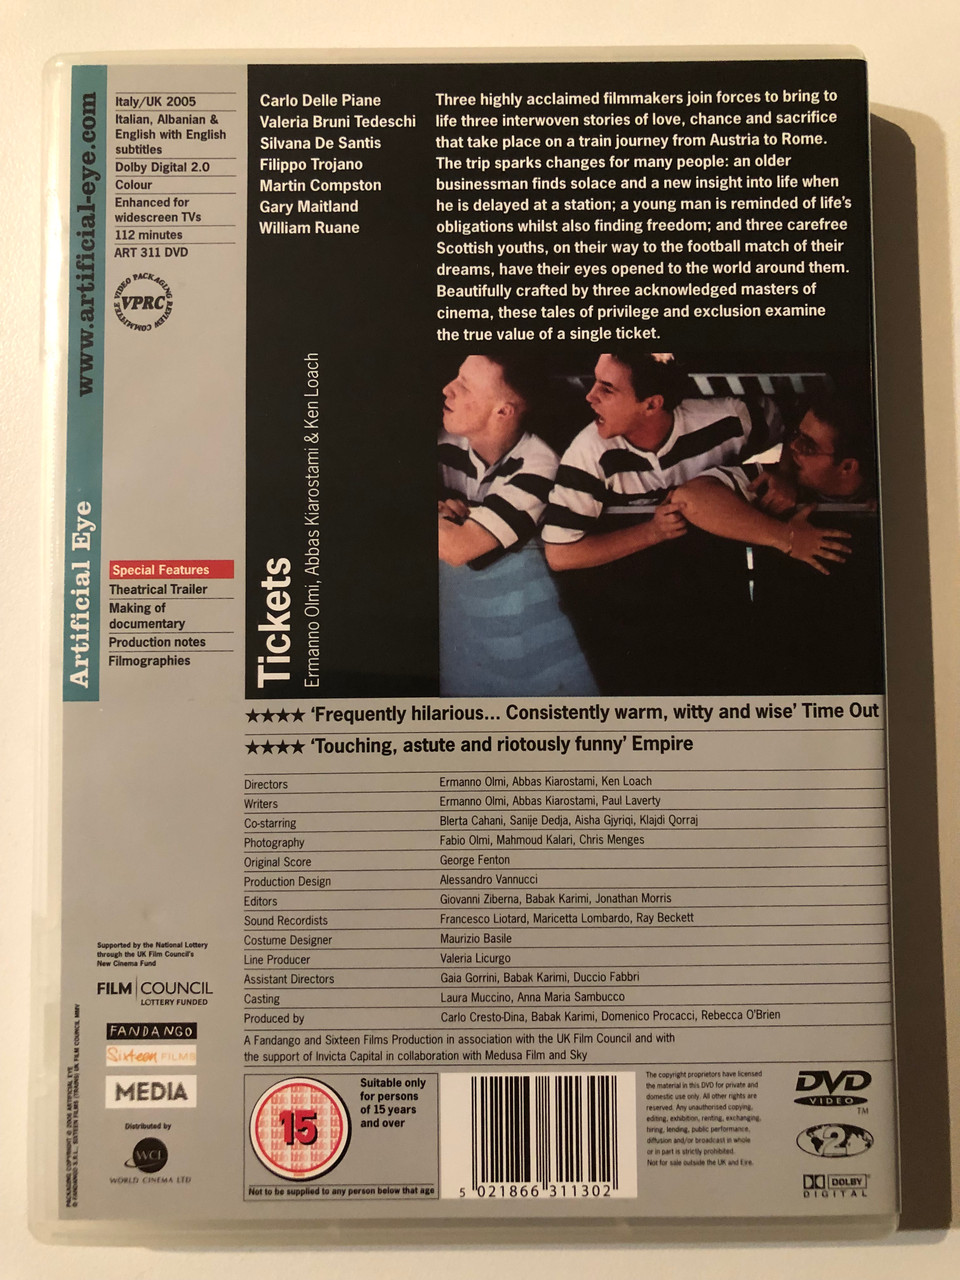 www.artificial-eye.com
Artificial Eye
Italy/UK 2005
Italian, Albanian &
English with English
subtitles
Dolby Digital 2.0
Colour
Enhanced for
widescreen TVs
112 minutes
ART 311 DVD
VIDEO PACKAGING REVIEW COMMITTEE
VPRC
Special Features
Theatrical Trailer
Making of
documentary
Production notes
Filmographies
Carlo Delle Piane
Valeria Bruni Tedeschi
Silvana De Santis
Filippo Trojano
Martin Compston
Gary Maitland
William Ruane
Three highly acclaimed filmmakers join forces to bring to
life three interwoven stories of love, chance and sacrifice
that take place on a train journey from Austria to Rome.
The trip sparks changes for many people: an older
businessman finds solace and a new insight into life when
he is delayed at a station; a young man is reminded of life's
obligations whilst also finding freedom; and three carefree
Scottish youths, on their way to the football match of their
dreams, have their eyes opened to the world around them.
Beautifully crafted by three acknowledged masters of
cinema, these tales of privilege and exclusion examine
the true value of a single ticket.
Tickets
Ermanno Olmi, Abbas Kiarostami & Ken Loach
★★★★ 'Frequently hilarious... Consistently warm, witty and wise' Time Out
★★★★ 'Touching, astute and riotously funny' Empire
Directors Ermanno Olmi, Abbas Kiarostami, Ken Loach
Writers Ermanno Olmi, Abbas Kiarostami, Paul Laverty
Co-starring Blerta Cahani, Sanije Dedja, Aisha Gjyriqi, Klajdi Qorraj
Photography Fabio Olmi, Mahmoud Kalari, Chris Menges
Original Score George Fenton
Production Design Alessandro Vannucci
Editors Giovanni Ziberna, Babak Karimi, Jonathan Morris
Sound Recordists Francesco Liotard, Maricetta Lombardo, Ray Beckett
Costume Designer Maurizio Basile
Line Producer Valeria Licurgo
Assistant Directors Gaia Gorrini, Babak Karimi, Duccio Fabbri
Casting Laura Muccino, Anna Maria Sambucco
Produced by Carlo Cresto-Dina, Babak Karimi, Domenico Procacci, Rebecca O'Brien
A Fandango and Sixteen Films Production in association with the UK Film Council and with
the support of Invicta Capital in collaboration with Medusa Film and Sky
Supported by the National Lottery
through the UK Film Council's
New Cinema Fund
FILM COUNCIL
LOTTERY FUNDED
FANDANGO
Sixteen FILMS
MEDIA
Distributed by
WCL
WORLD CINEMA LTD
PACKAGING COPYRIGHT © 2006 ARTIFICIAL EYE
© FANDANGO S.R.L., SIXTEEN FILMS (TRAINS) UK FILM COUNCIL MMIV
15
Suitable only
for persons
of 15 years
and over
Not to be supplied to any person below that age
5 021866 311302
The copyright proprietors have licensed
the material in this DVD for private and
domestic use only. All other rights are
reserved. Any unauthorised copying,
editing, exhibition, renting, exchanging,
hiring, lending, public performance,
diffusion and/or broadcast in whole
or in part is strictly prohibited.
Not for sale outside the UK and Eire.
DVD
VIDEO
TM
2
DOLBY
DIGITAL